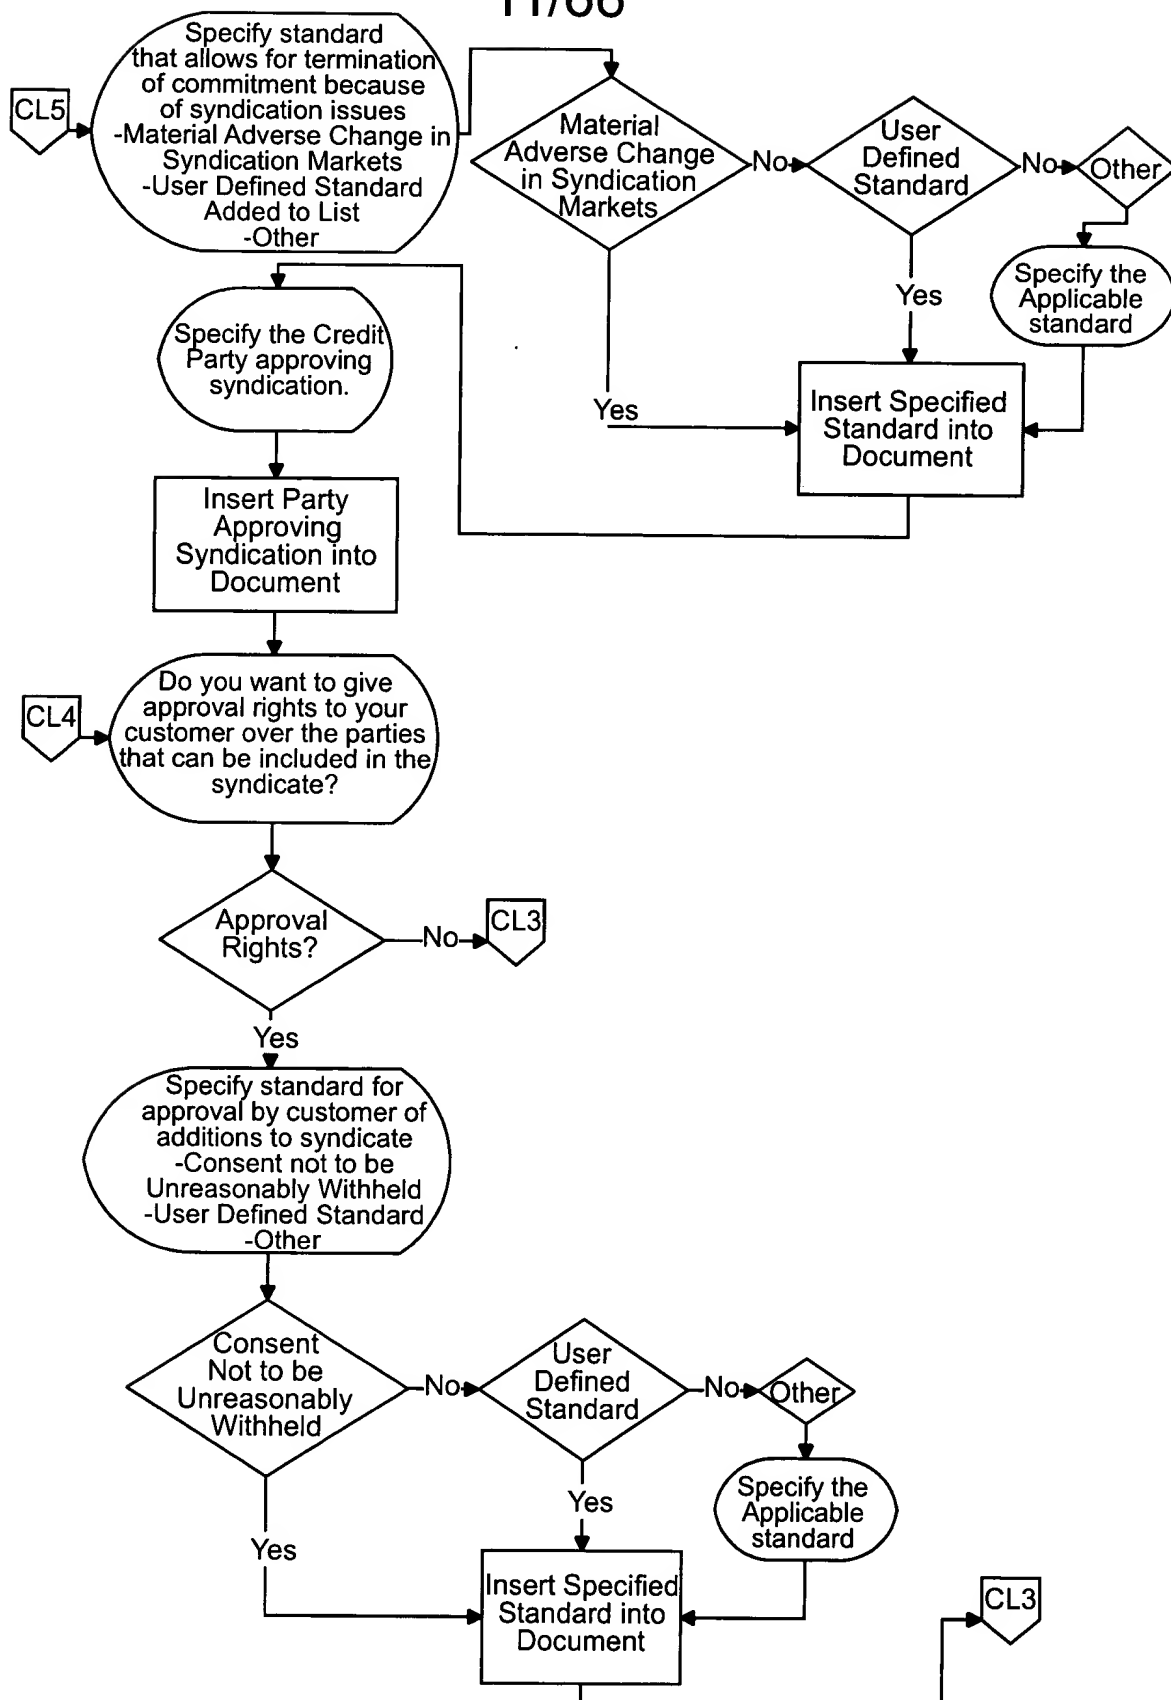 11/66
Specify standard
that allows for termination
of commitment because
of syndication issues
-Material Adverse Change in
Syndication Markets
-User Defined Standard
Added to List
-Other
CL5
Material
Adverse Change
in Syndication
Markets
No
User
Defined
Standard
No
Other
Yes
Yes
Specify the
Applicable
standard
Insert Specified
Standard into
Document
Specify the Credit
Party approving
syndication.
Insert Party
Approving
Syndication into
Document
CL4
Do you want to give
approval rights to your
customer over the parties
that can be included in the
syndicate?
Approval
Rights?
No
CL3
Yes
Specify standard for
approval by customer of
additions to syndicate
-Consent not to be
Unreasonably Withheld
-User Defined Standard
-Other
Consent
Not to be
Unreasonably
Withheld
No
User
Defined
Standard
No
Other
Yes
Yes
Specify the
Applicable
standard
Insert Specified
Standard into
Document
CL3